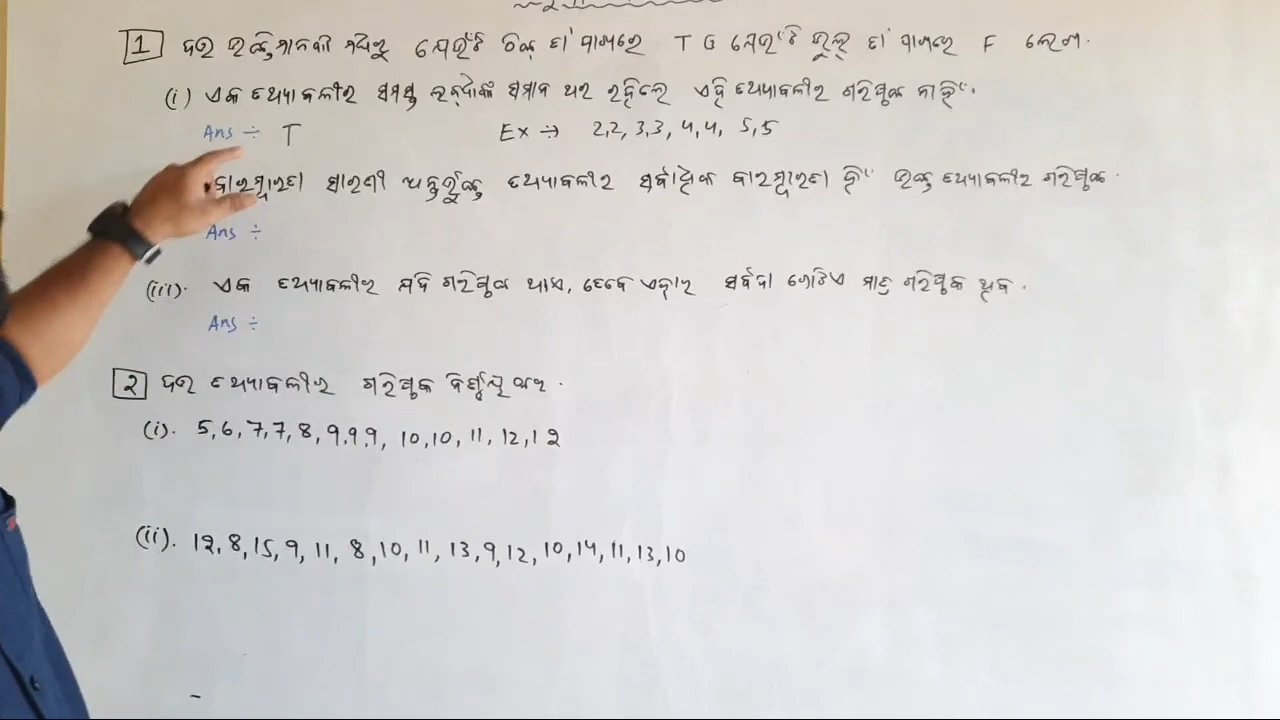 1 ଦତ୍ତ ଉକ୍ତିମାନଙ୍କ ମଧ୍ୟରୁ ଯେଉଁଟି ଠିକ୍ ତା' ପାଖରେ T ଓ ଯେଉଁଟି ଭୁଲ୍ ତା' ପାଖରେ F ଲେଖ.
(i) ଏକ ତଥ୍ୟାବଳୀର ସମସ୍ତ ଲବ୍ଧାଙ୍କ ସମାନ ଥର ରହିଲେ ଏହି ତଥ୍ୟାବଳୀର ଗରିଷ୍ଠକ ନାହିଁ.
Ans ÷ T Ex ÷> 2,2, 3,3, 4,4, 5,5
ବାରମ୍ବାରତା ସାରଣୀ ଅନ୍ତର୍ଭୁକ୍ତ ତଥ୍ୟାବଳୀର ସର୍ବାଧିକ ବାରମ୍ବାରତା ହିଁ ଉକ୍ତ ତଥ୍ୟାବଳୀର ଗରିଷ୍ଠକ.
Ans ÷
(iii). ଏକ ତଥ୍ୟାବଳୀର ଯଦି ଗରିଷ୍ଠକ ଥାଏ, ତେବେ ଏହାର ସର୍ବଦା ଗୋଟିଏ ମାତ୍ର ଗରିଷ୍ଠକ ଥିବ.
Ans ÷
2 ଦତ୍ତ ତଥ୍ୟାବଳୀର ଗରିଷ୍ଠକ ନିର୍ଣ୍ଣୟ କର.
(i). 5,6,7,7,8,9,9,9, 10,10, 11, 12,12
(ii). 12,8,15,9,11, 8,10,11,13,9,12,10,14,11,13,10